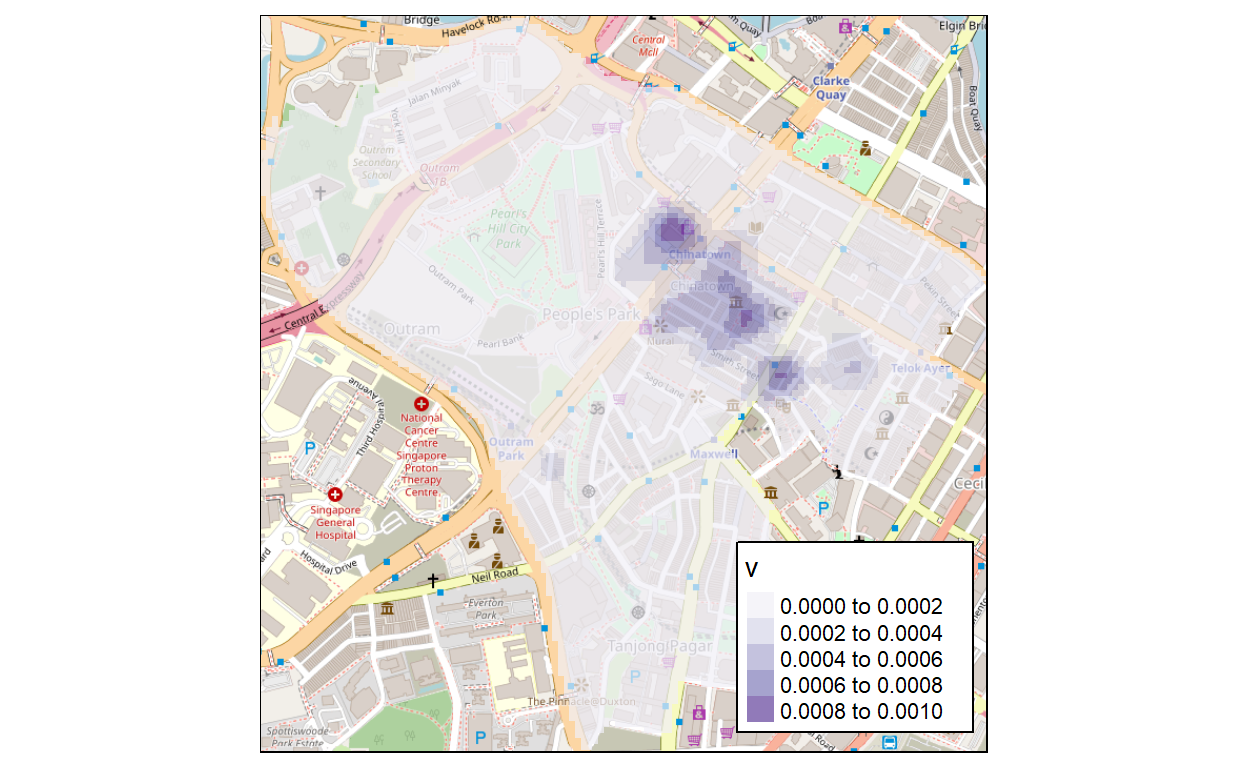 Bridge
Havelock Road
Elgin Bri
Central
Mall
Clarke
Quay
Boat Quay
Jalan Minyak
York Hill
Outram
Secondary
School
Outram
Pearl's
Hill City
Park
Pearl's Hill Terrace
Chinatown
Chinatown
Pekin Street
Outram Park
Central E
xpressway
People's Park
Outram
Pearl Bank
Mural
Smith Street
Telok Ayer
Sago Lane
Third Hospital Avenue
National
Cancer
Centre
Singapore
Proton
Therapy
Centre
P
Outram
Park
Maxwell
Ceci
Singapore
General
Hospital
P
Hospital Drive
Neil Road
Everton
Park
Tanjong Pagar
P
The Pinnacle@Duxton
Spottiswoode
Park Estate
P
Road
V
0.0000 to 0.0002
0.0002 to 0.0004
0.0004 to 0.0006
0.0006 to 0.0008
0.0008 to 0.0010